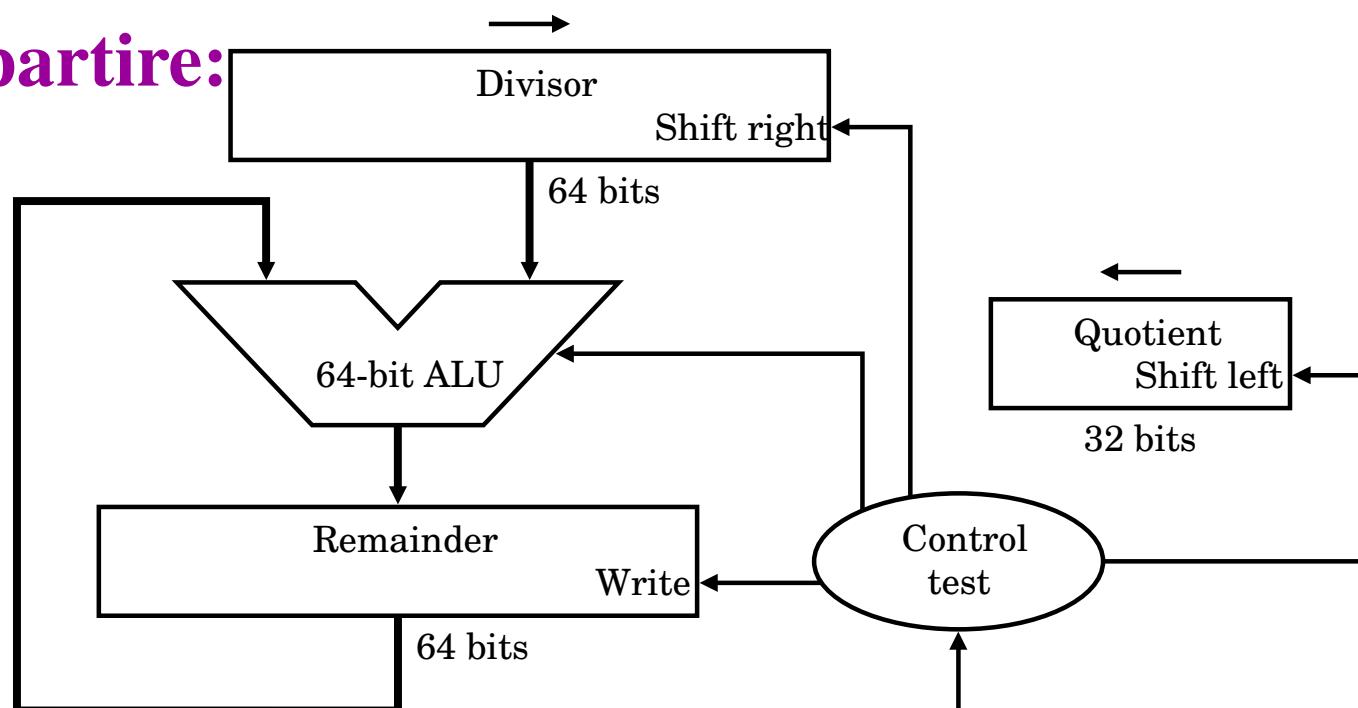 partire:
Divisor
Shift right
64 bits
64-bit ALU
Quotient
Shift left
32 bits
Remainder
Write
Control
test
64 bits